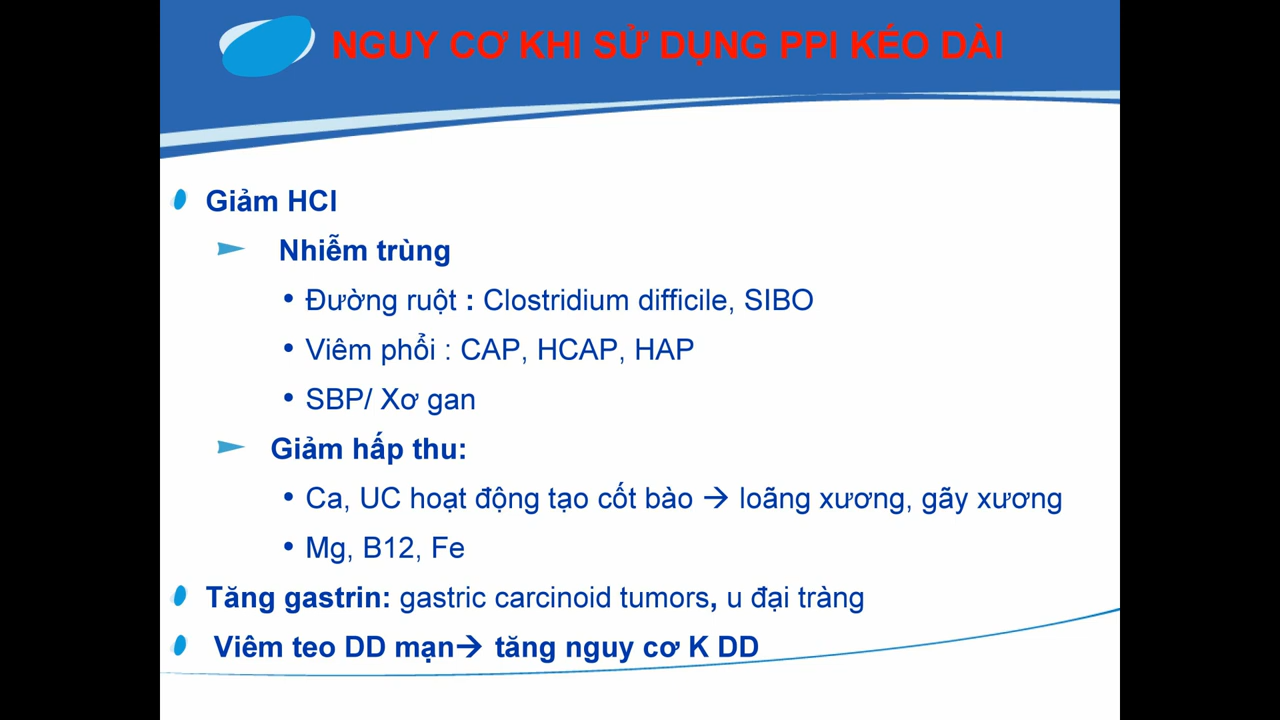 NGUY CƠ KHI SỬ DỤNG PPI KÉO DÀI
Giảm HCl
Nhiễm trùng
• Đường ruột : Clostridium difficile, SIBO
• Viêm phổi : CAP, HCAP, HAP
• SBP/ Xơ gan
Giảm hấp thu:
• Ca, UC hoạt động tạo cốt bào → loãng xương, gãy xương
• Mg, B12, Fe
Tăng gastrin: gastric carcinoid tumors, u đại tràng
Viêm teo DD mạn→ tăng nguy cơ K DD